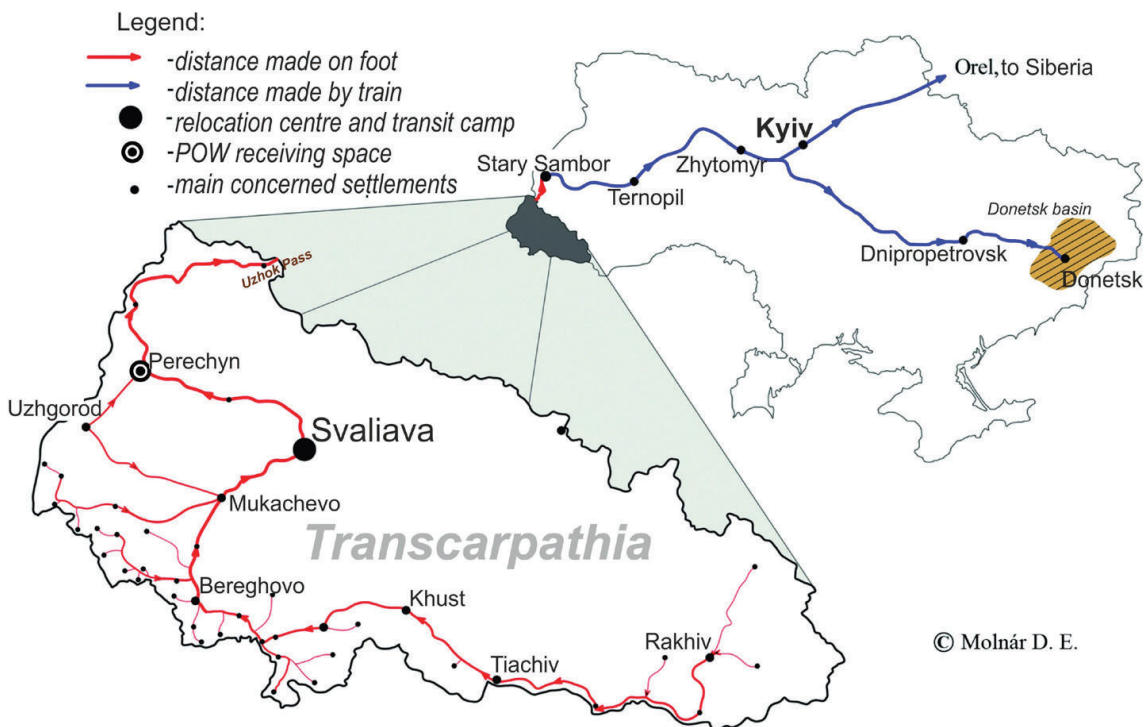 Legend:
-distance made on foot
-distance made by train
-relocation centre and transit camp
-POW receiving space
-main concerned settlements
Orel, to Siberia
Kyiv
Stary Sambor
Zhytomyr
Ternopil
Donetsk basin
Dnipropetrovsk
Donetsk
Uzhok Pass
Perechyn
Uzhgorod
Svaliava
Mukachevo
Transcarpathia
Bereghovo
Khust
Rakhiv
Tiachiv
© Molnár D. E.